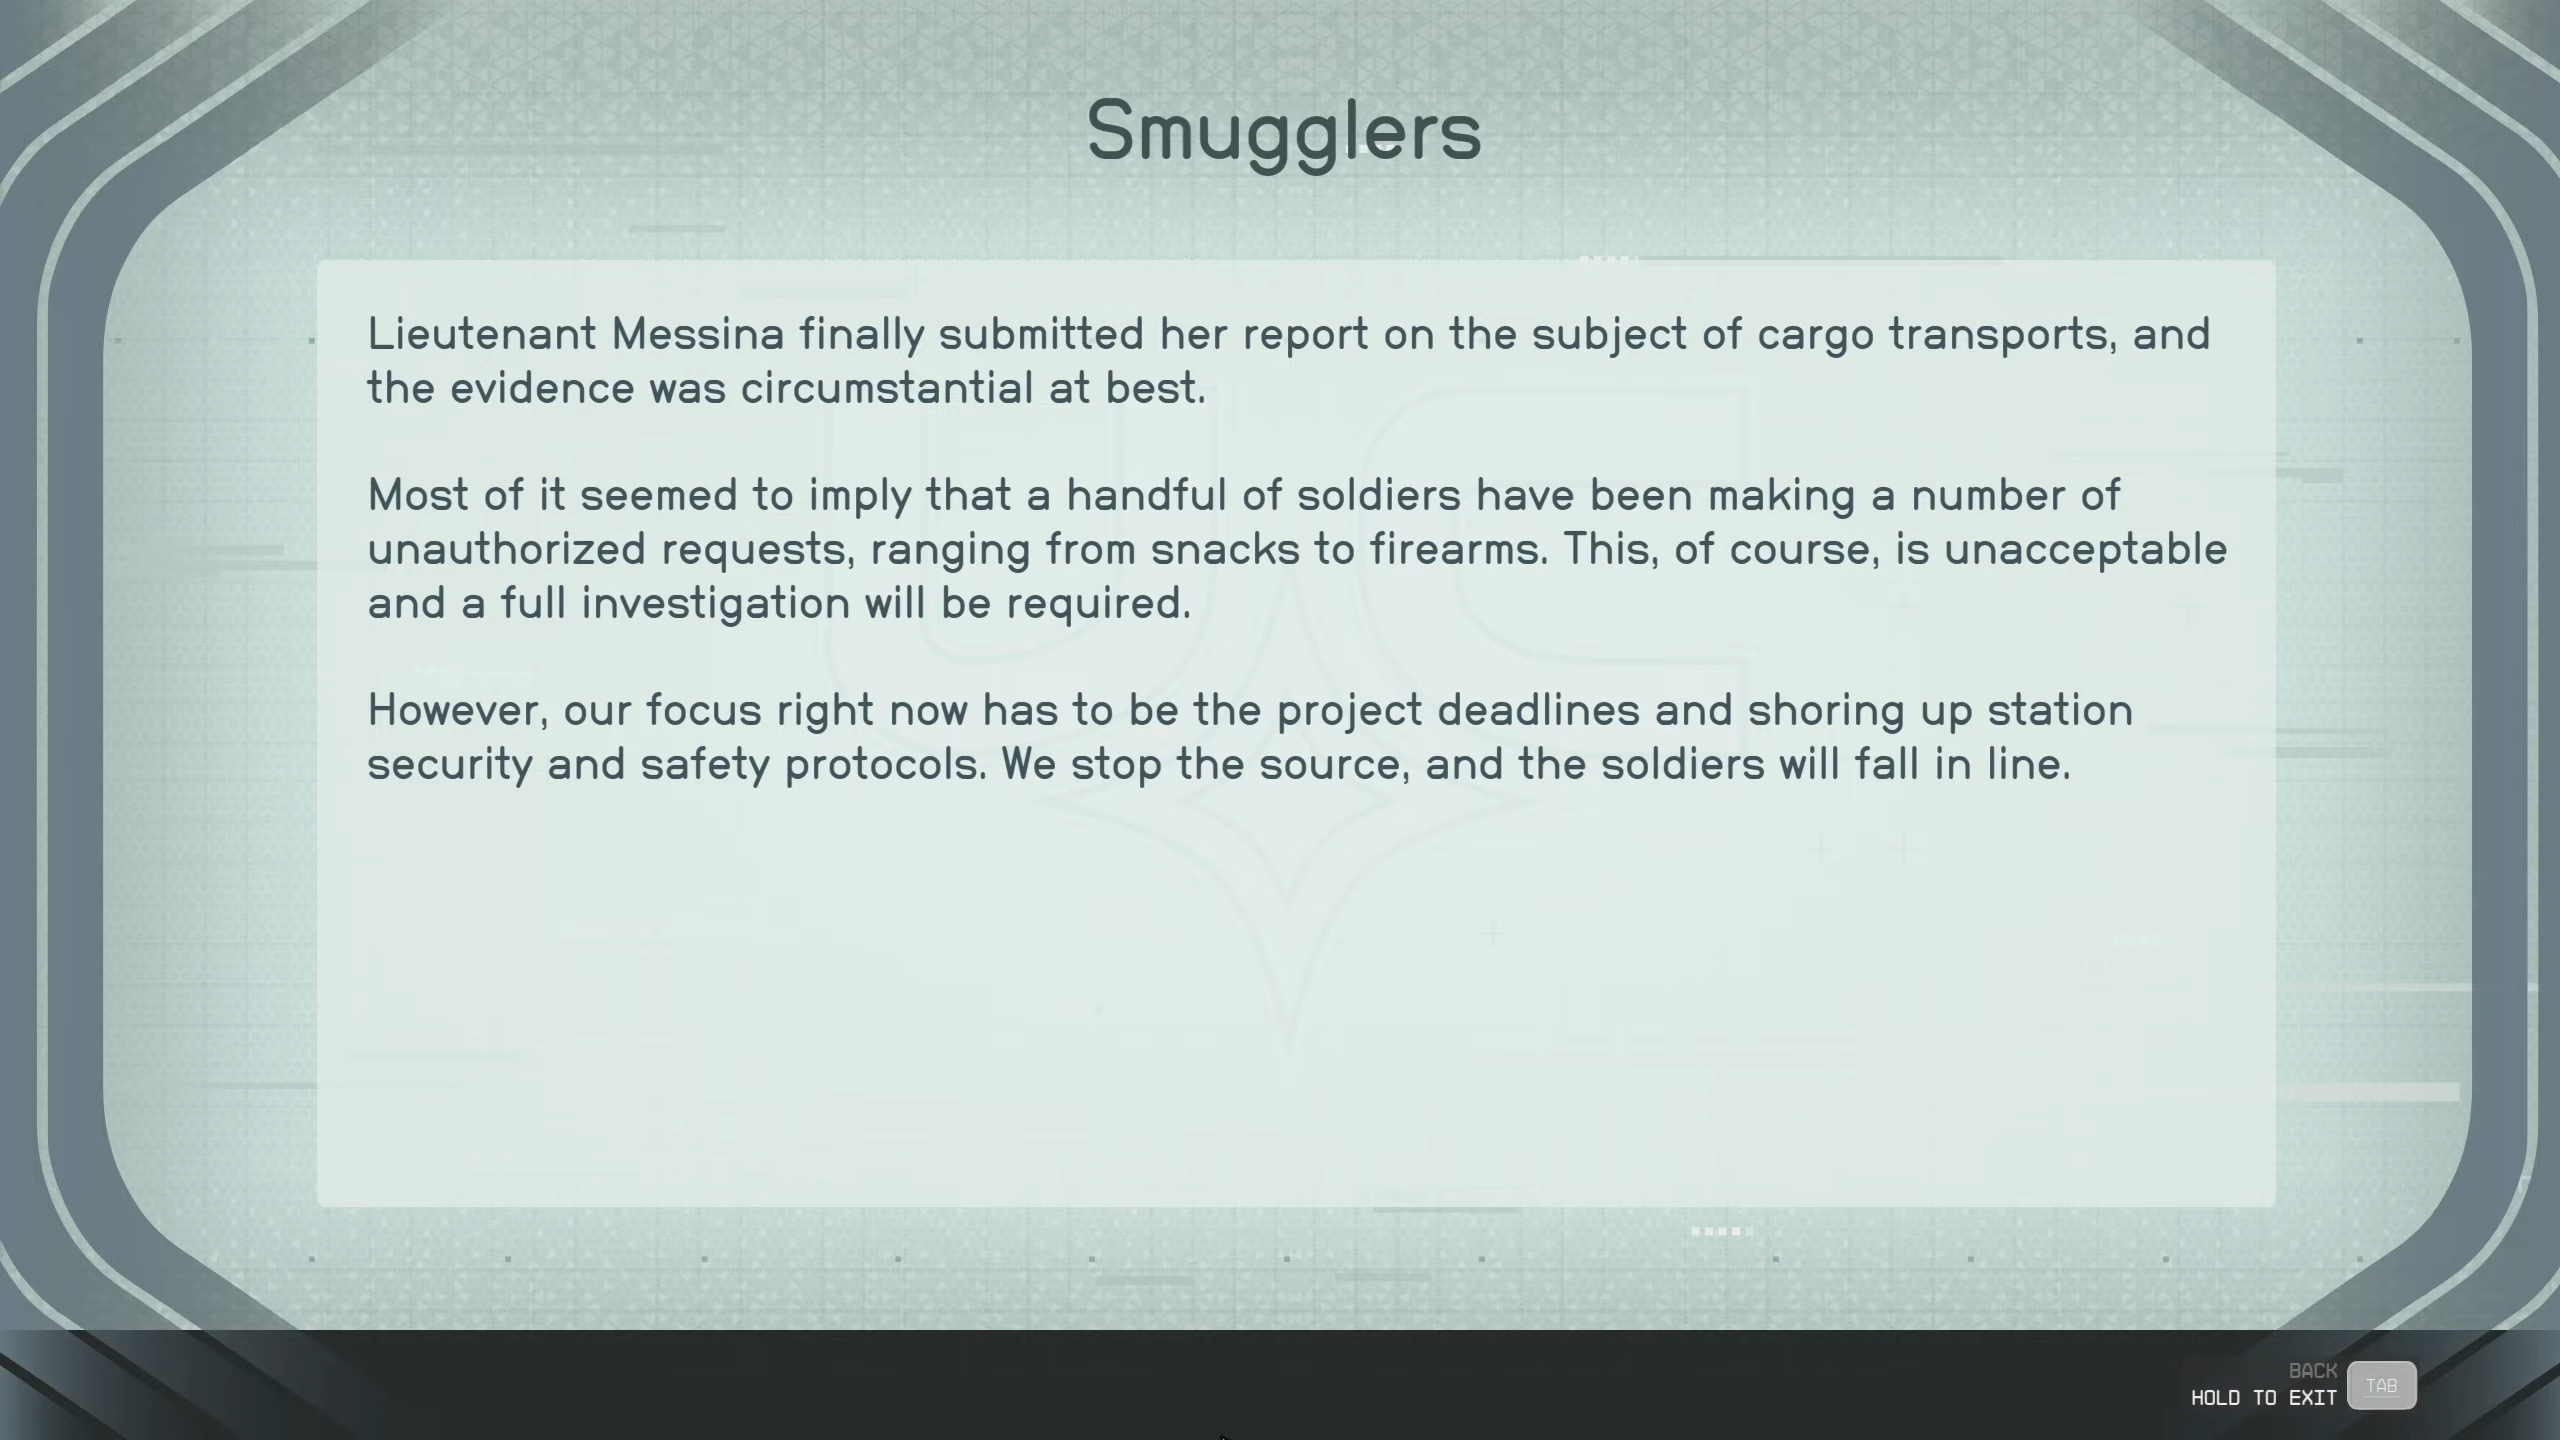 Smugglers
Lieutenant Messina finally submitted her report on the subject of cargo transports, and
the evidence was circumstantial at best.
Most of it seemed to imply that a handful of soldiers have been making a number of
unauthorized requests, ranging from snacks to firearms. This, of course, is unacceptable
and a full investigation will be required.
However, our focus right now has to be the project deadlines and shoring up station
security and safety protocols. We stop the source, and the soldiers will fall in line.
UC
BACK
HOLD TO EXIT TAB